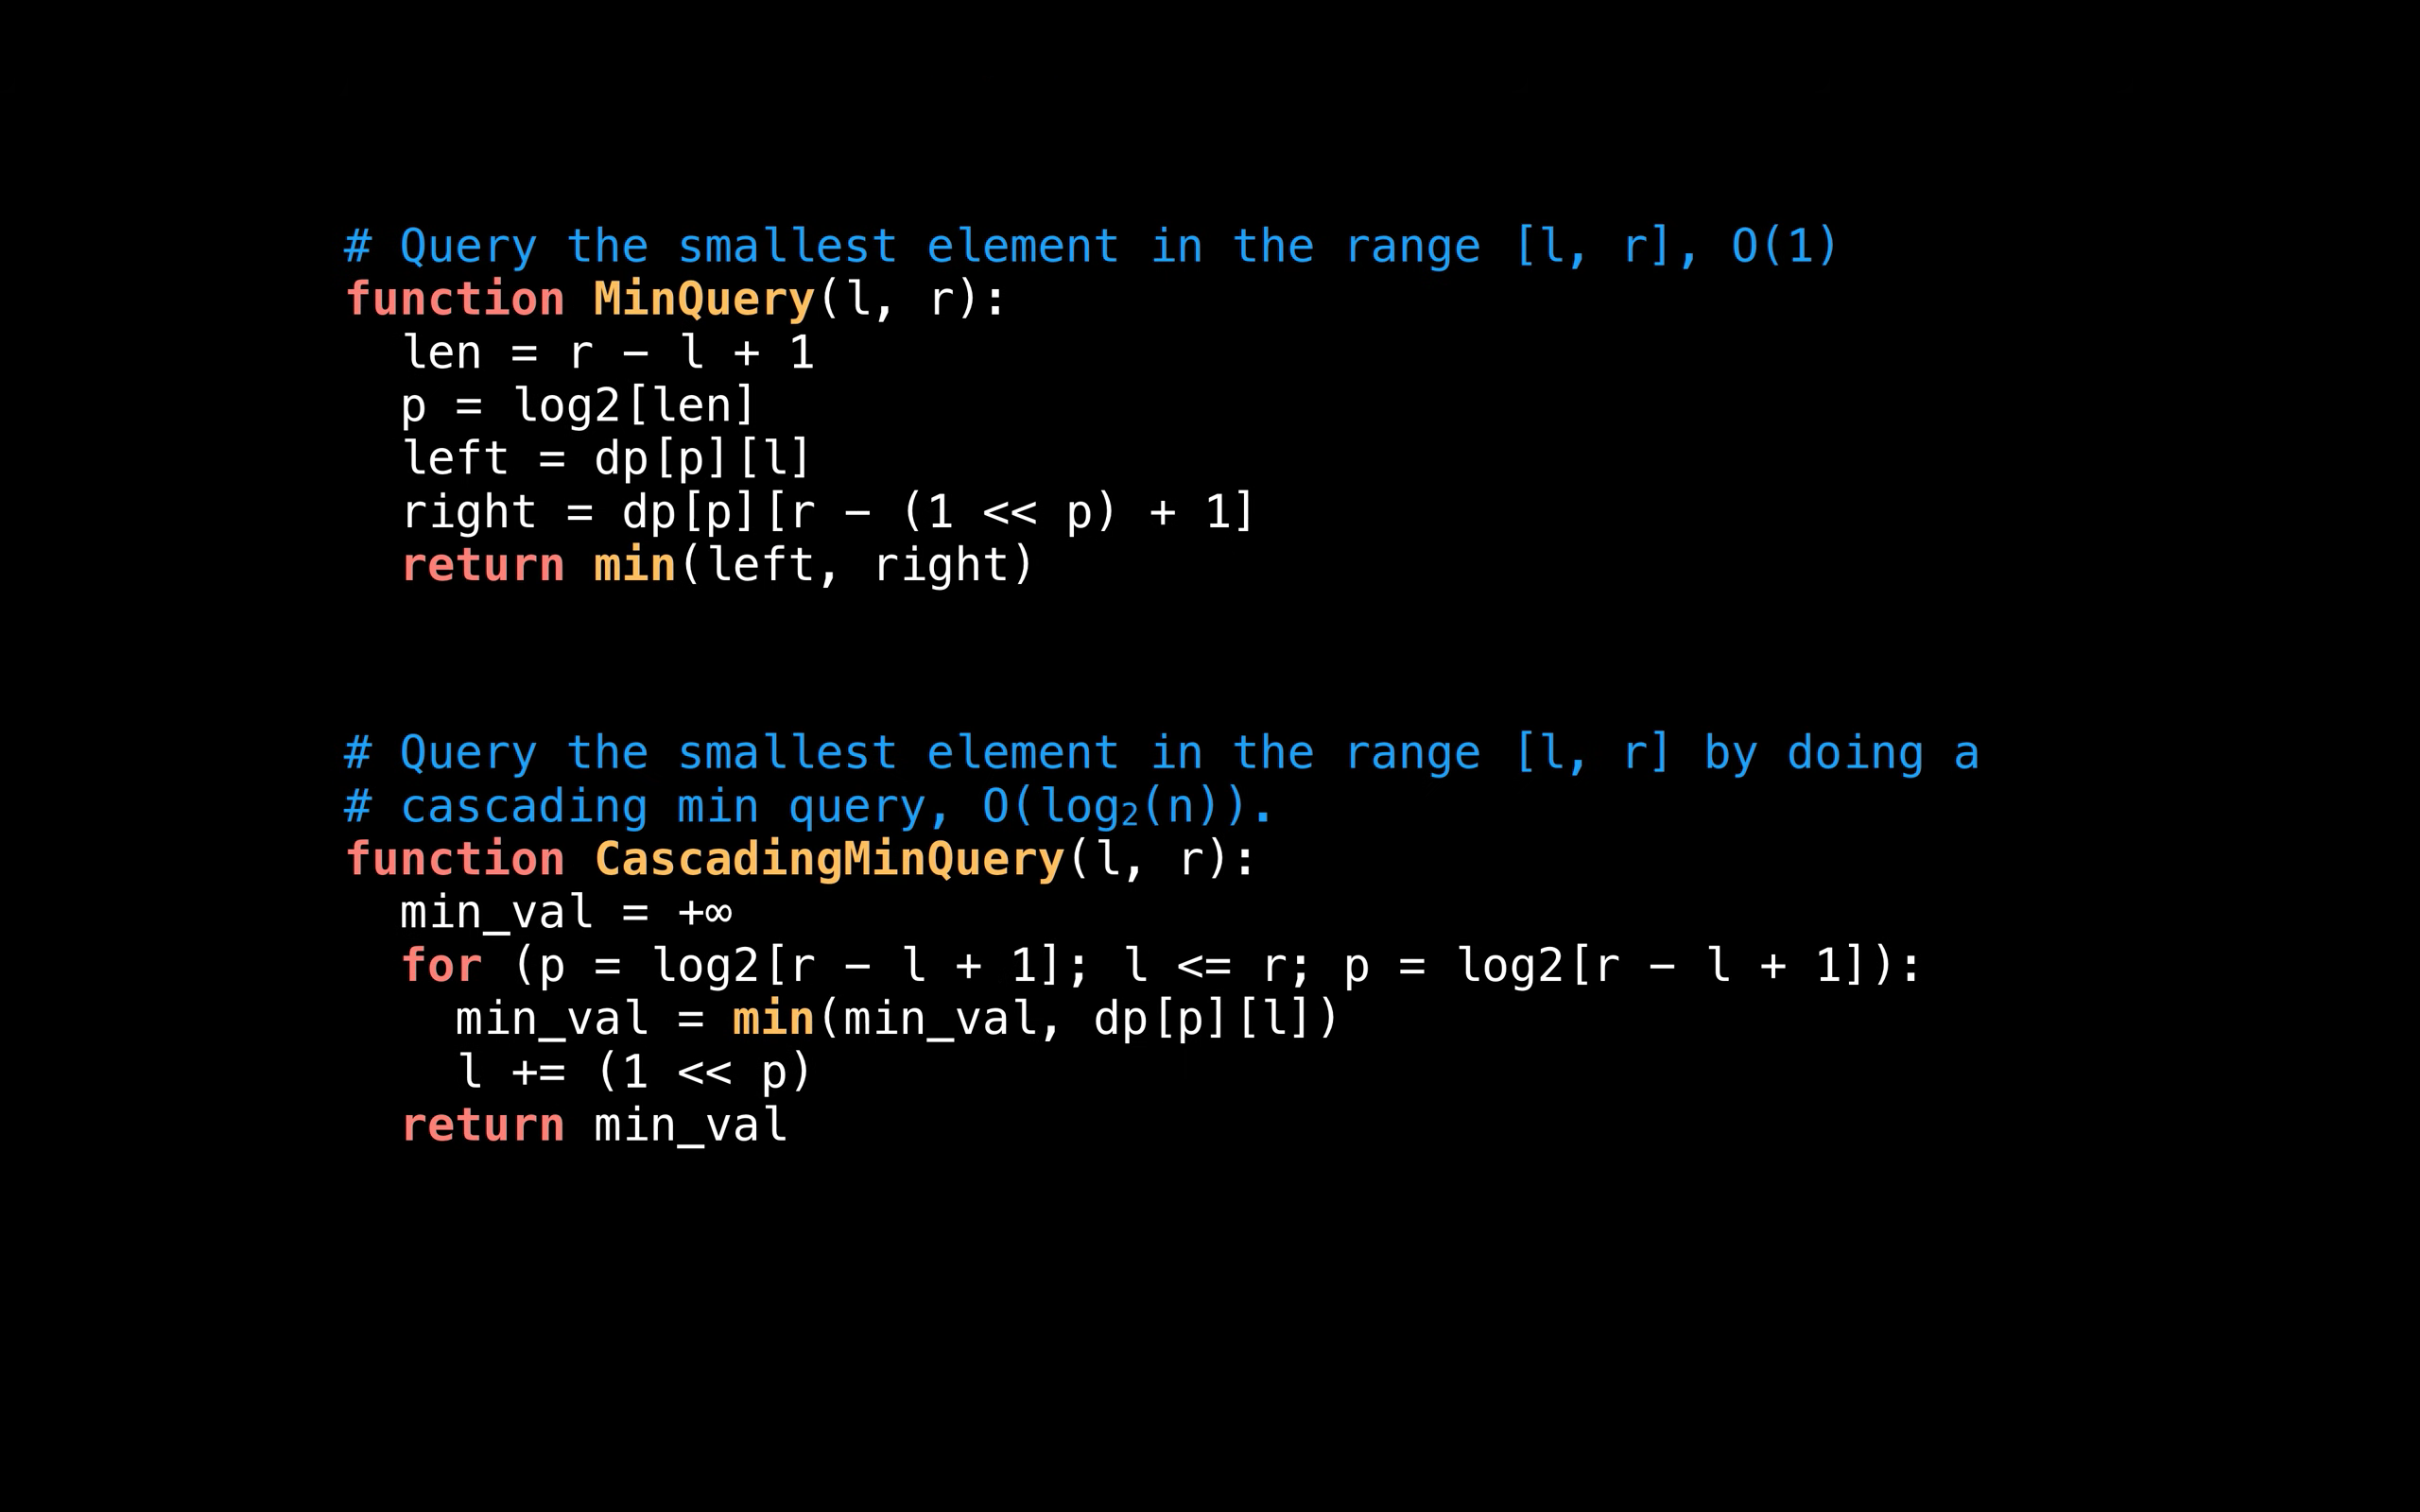 # Query the smallest element in the range [l, r], O(1)
function MinQuery(l, r):
  len = r − l + 1
  p = log2[len]
  left = dp[p][l]
  right = dp[p][r − (1 << p) + 1]
  return min(left, right)
# Query the smallest element in the range [l, r] by doing a
# cascading min query, O(log₂(n)).
function CascadingMinQuery(l, r):
  min_val = +∞
  for (p = log2[r − l + 1]; l <= r; p = log2[r − l + 1]):
    min_val = min(min_val, dp[p][l])
    l += (1 << p)
  return min_val